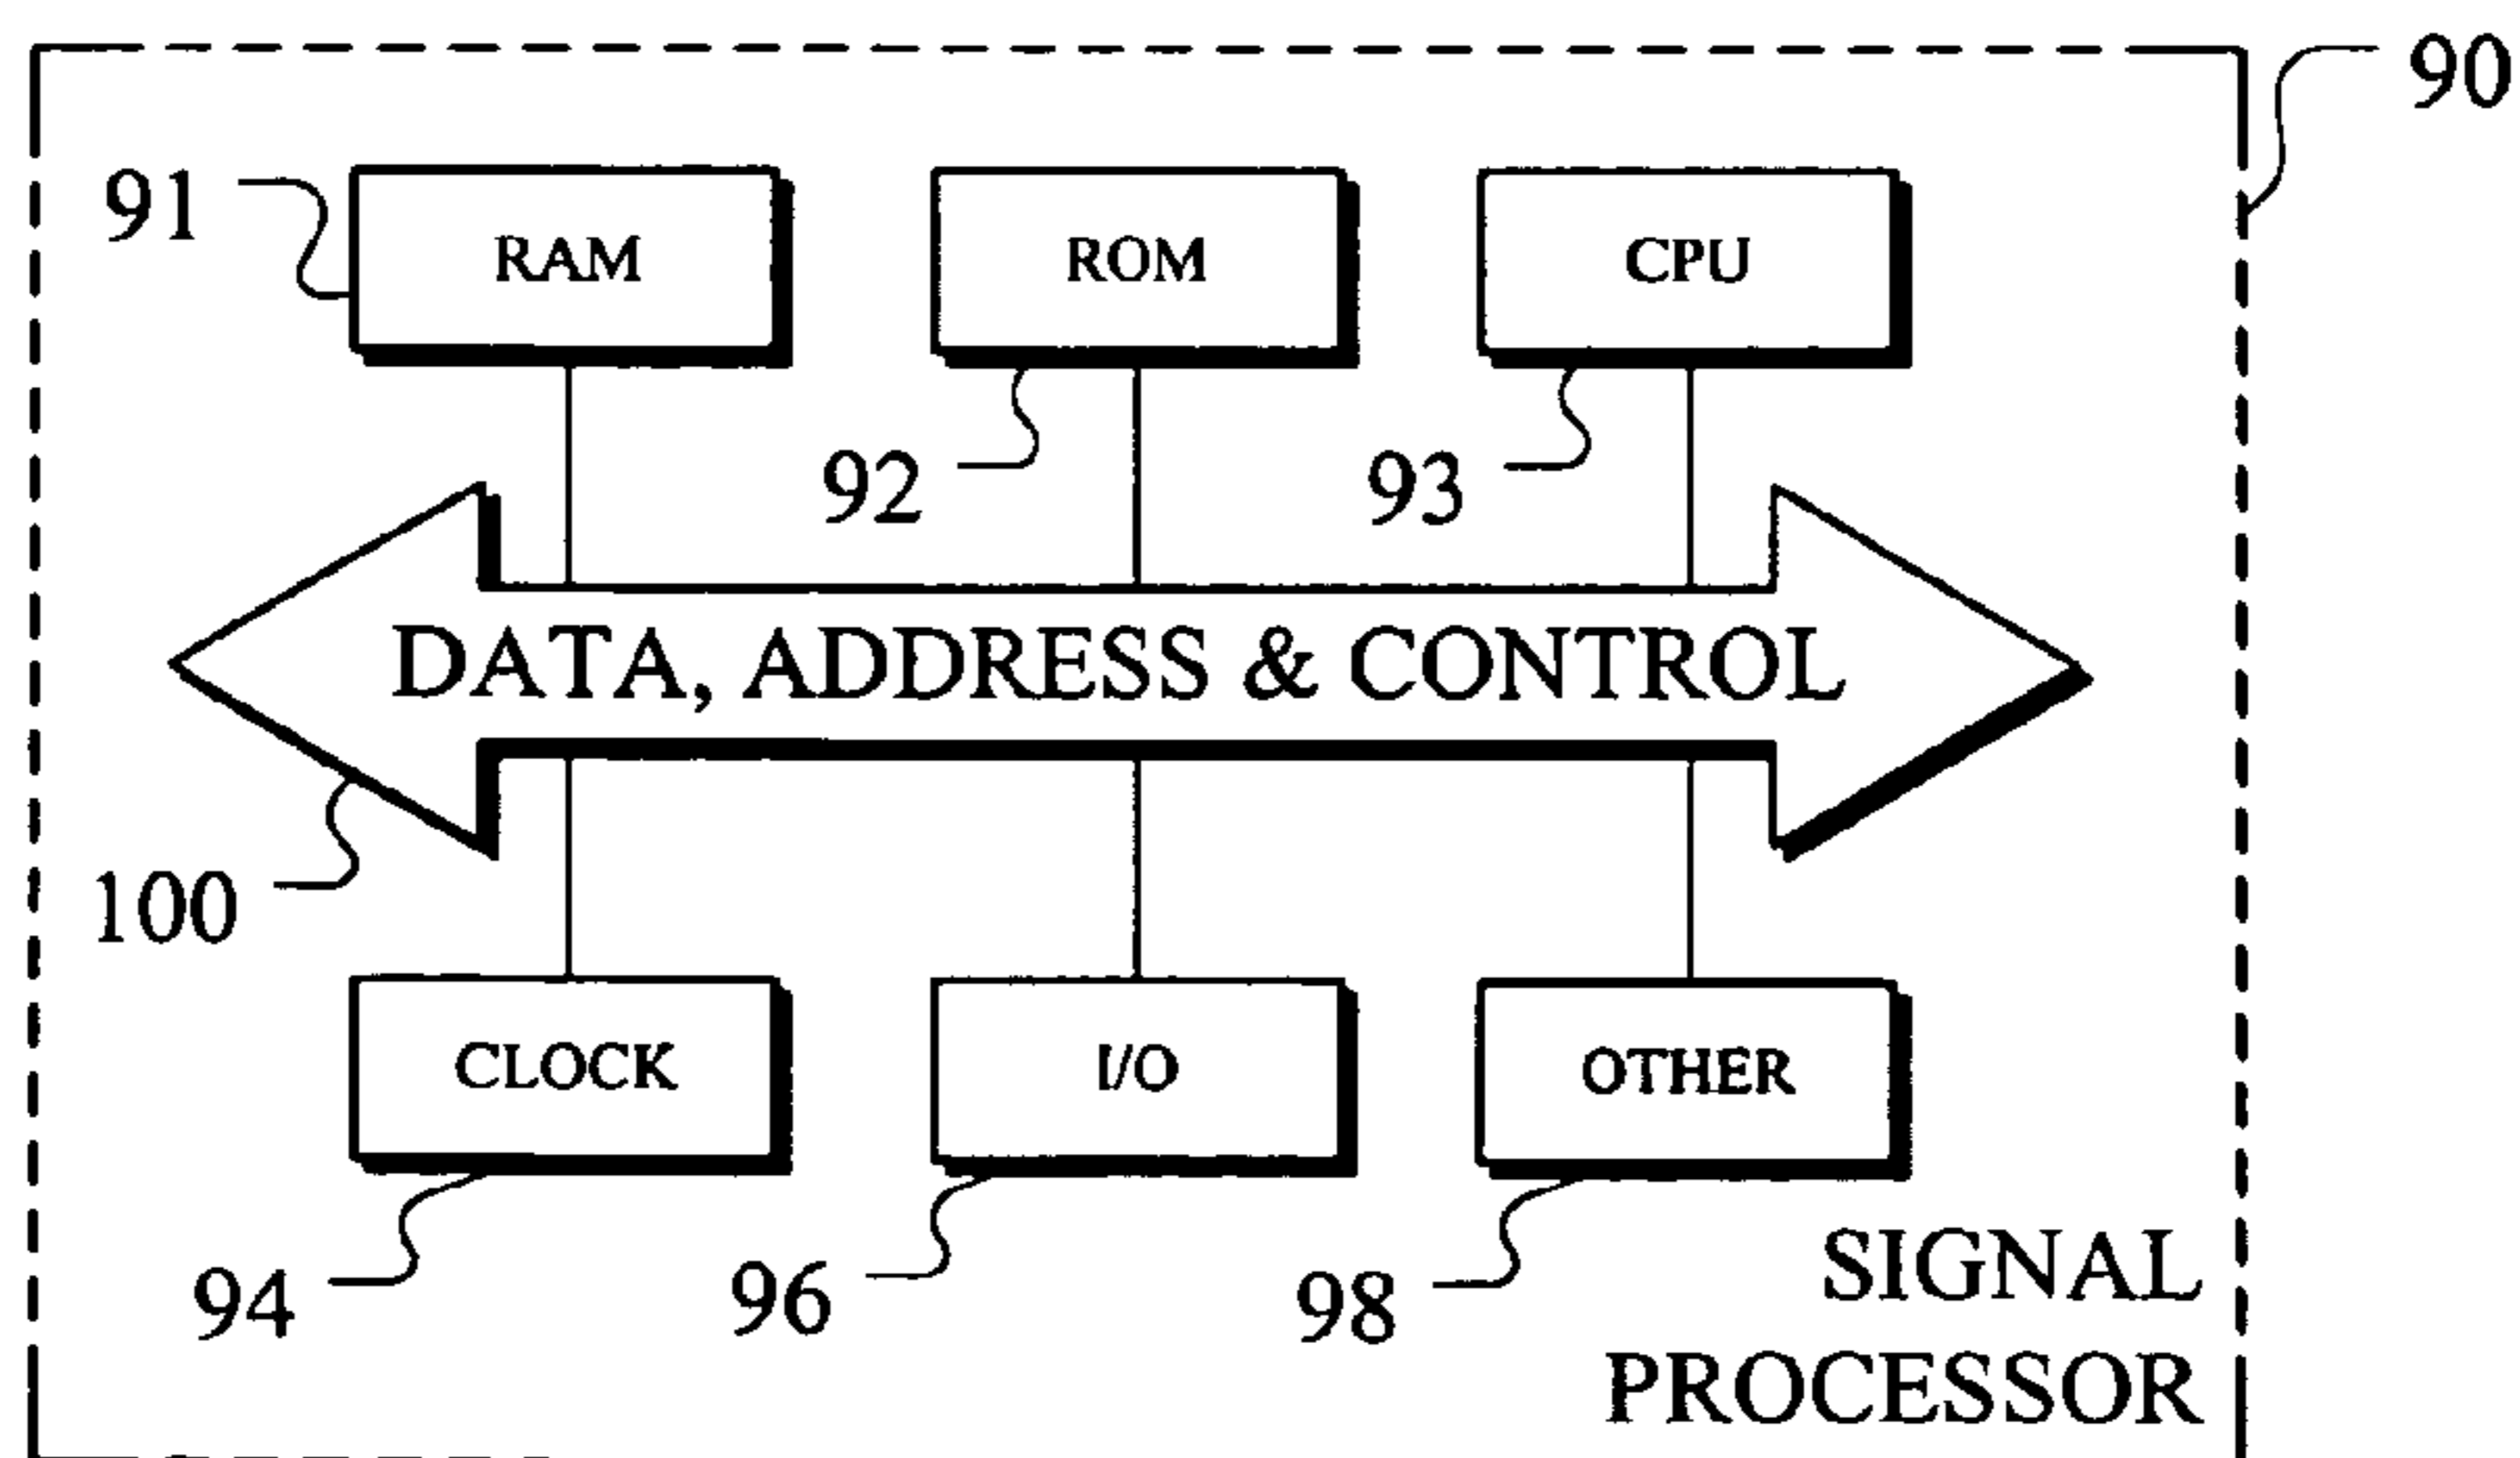 90
91
RAM
ROM
CPU
92
93
DATA, ADDRESS & CONTROL
100
CLOCK
I/O
OTHER
94
96
98
SIGNAL
PROCESSOR